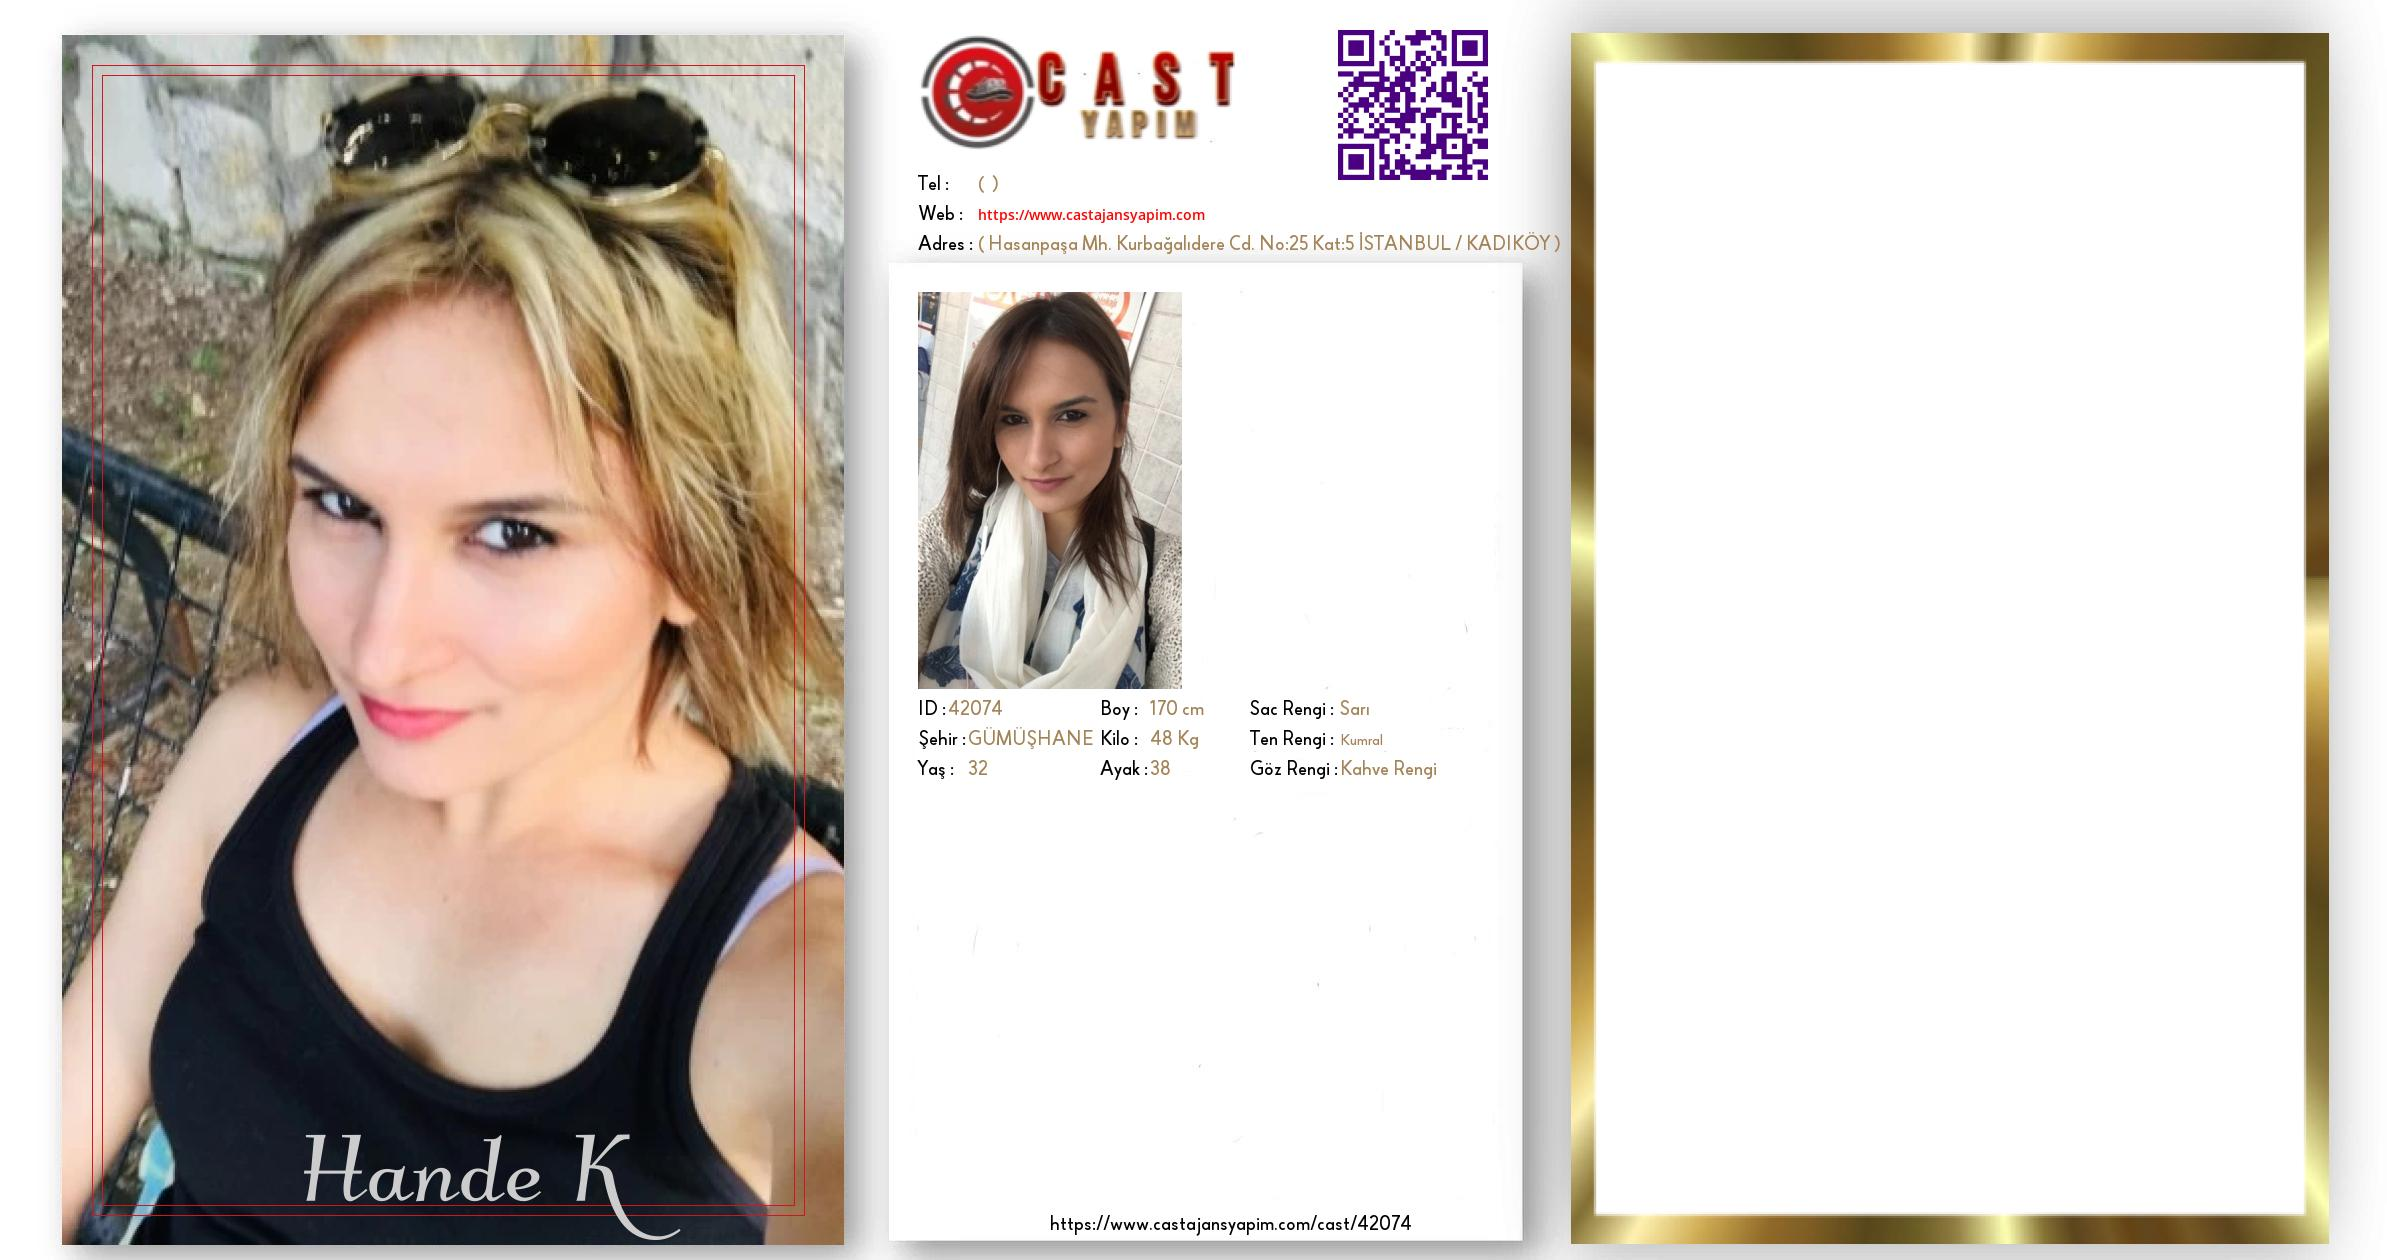 Hande K
CAST
YAPIM
Tel : ( )
Web : https://www.castajansyapim.com
Adres : ( Hasanpaşa Mh. Kurbağalıdere Cd. No:25 Kat:5 İSTANBUL / KADIKÖY )
ID : 42074 Boy : 170 cm Sac Rengi : Sarı
Şehir : GÜMÜŞHANE Kilo : 48 Kg Ten Rengi : Kumral
Yaş : 32 Ayak : 38 Göz Rengi : Kahve Rengi
https://www.castajansyapim.com/cast/42074